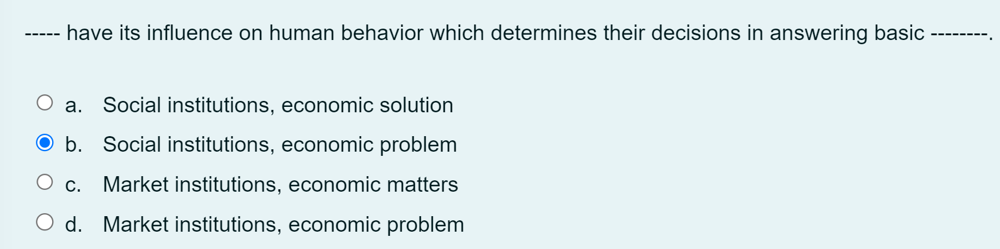 ----- have its influence on human behavior which determines their decisions in answering basic --------.
a. Social institutions, economic solution
b. Social institutions, economic problem
c. Market institutions, economic matters
d. Market institutions, economic problem